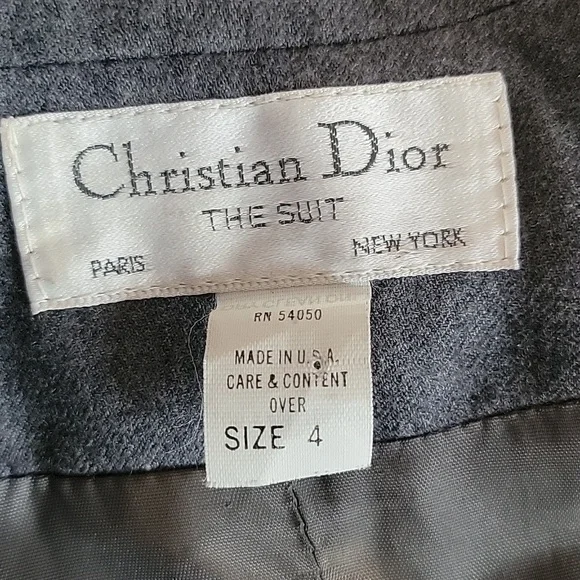 Christian Dior
THE SUIT
PARIS NEW YORK
RN 54050
MADE IN U.S.A.
CARE & CONTENT
OVER
SIZE 4